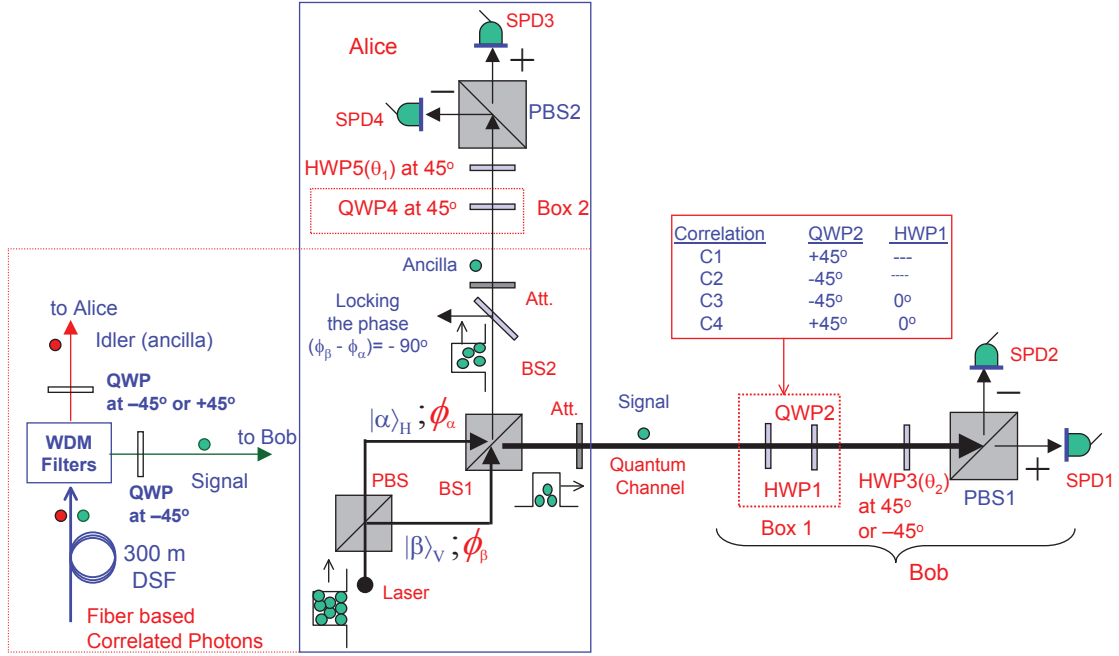 SPD3
Alice
+
−
SPD4
PBS2
HWP5(θ₁) at 45°
QWP4 at 45°
Box 2
Ancilla
Att.
Locking
the phase
(ϕβ - ϕα)= - 90°
BS2
to Alice
Idler (ancilla)
QWP
at –45° or +45°
WDM
Filters
to Bob
Signal
QWP
at –45°
300 m
DSF
Fiber based
Correlated Photons
|α⟩H ; ϕα
PBS
BS1
|β⟩V ; ϕβ
Laser
Att.
Signal
Quantum
Channel
Correlation QWP2 HWP1
C1 +45° ---
C2 -45° ----
C3 -45° 0°
C4 +45° 0°
QWP2
HWP1
Box 1
HWP3(θ₂)
at 45°
or –45°
SPD2
−
+
PBS1
SPD1
Bob